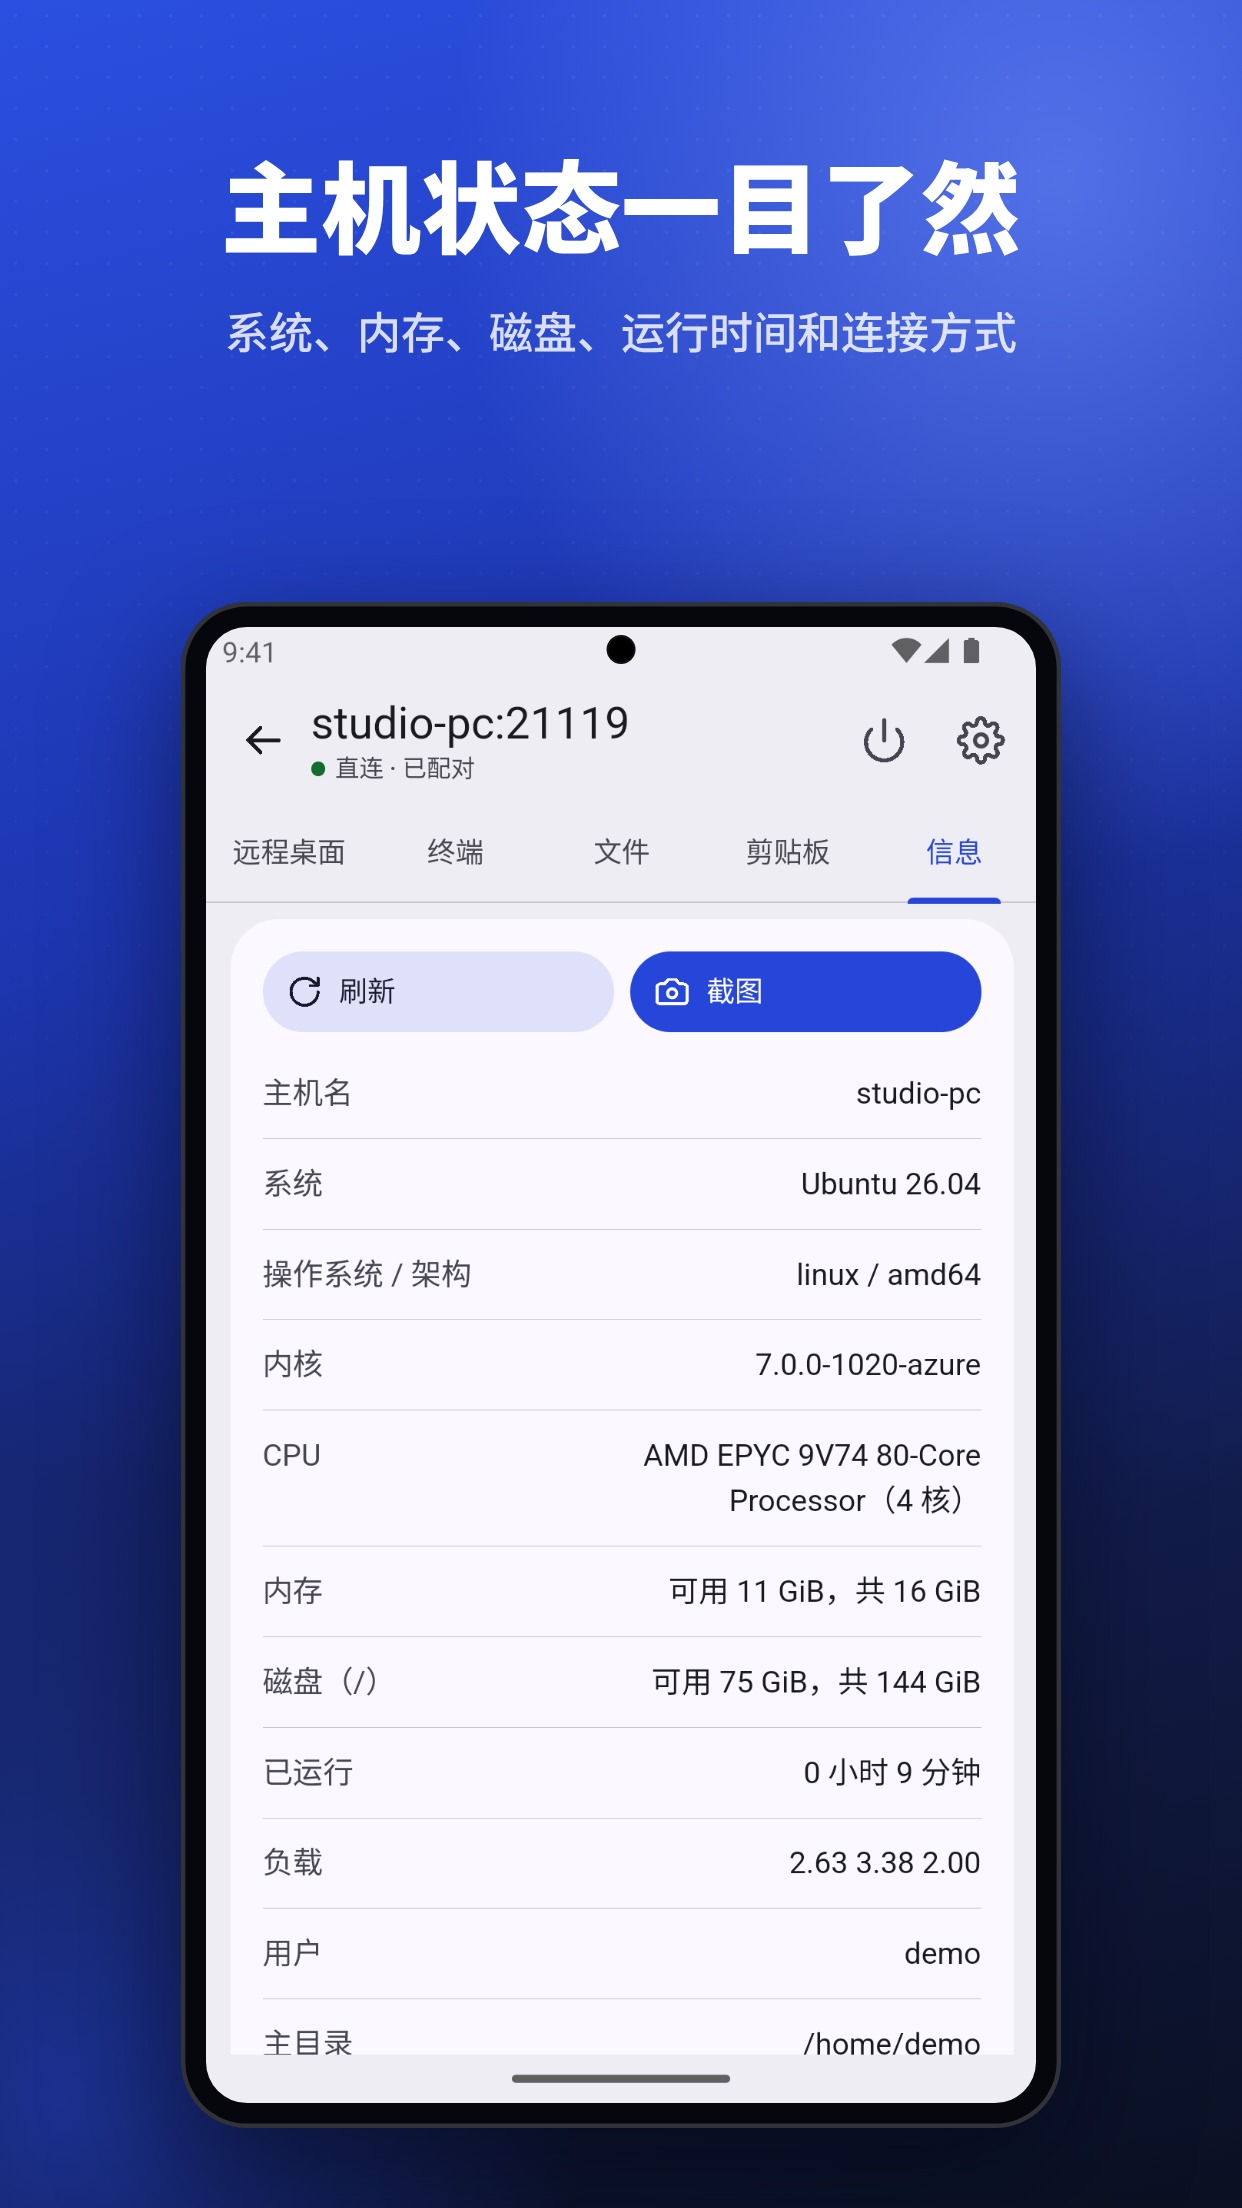 主机状态一目了然
系统、内存、磁盘、运行时间和连接方式
9:41
studio-pc:21119
直连 · 已配对
远程桌面 终端 文件 剪贴板 信息
刷新 截图
主机名 studio-pc
系统 Ubuntu 26.04
操作系统 / 架构 linux / amd64
内核 7.0.0-1020-azure
CPU AMD EPYC 9V74 80-Core
Processor（4 核）
内存 可用 11 GiB，共 16 GiB
磁盘（/） 可用 75 GiB，共 144 GiB
已运行 0 小时 9 分钟
负载 2.63 3.38 2.00
用户 demo
主目录 /home/demo